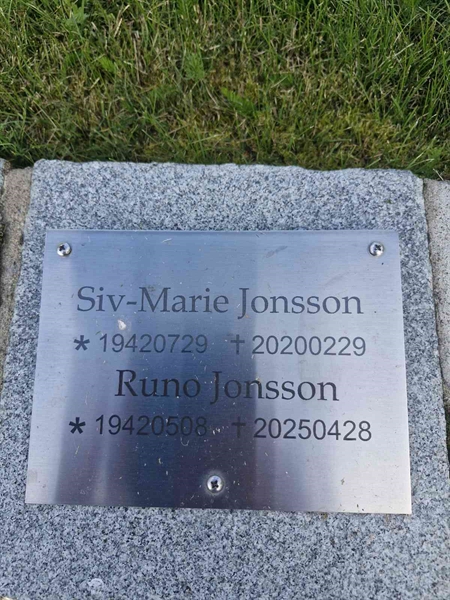 Siv-Marie Jonsson
* 19420729 ✝ 20200229
Runo Jonsson
* 19420508 ✝ 20250428